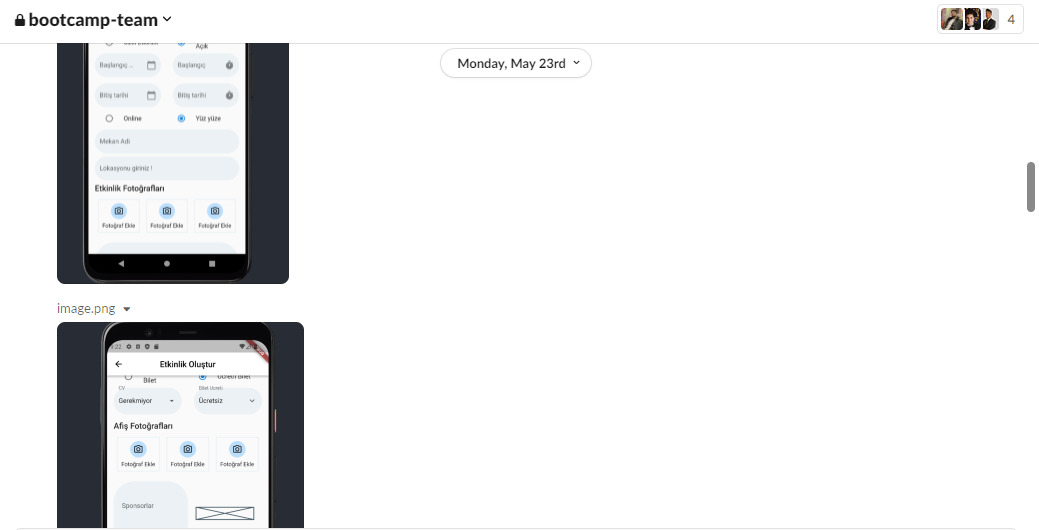 bootcamp-team
4
Monday, May 23rd
Açık
Başlangıç ... Başlangıç
Bitiş tarihi Bitiş tarihi
Online Yüz yüze
Mekan Adı
Lokasyonu giriniz !
Etkinlik Fotoğrafları
Fotoğraf Ekle Fotoğraf Ekle Fotoğraf Ekle
image.png
Etkinlik Oluştur
Bilet Ücretli Bilet
CV Bilet Ücreti
Gerekmiyor Ücretsiz
Afiş Fotoğrafları
Fotoğraf Ekle Fotoğraf Ekle Fotoğraf Ekle
Sponsorlar